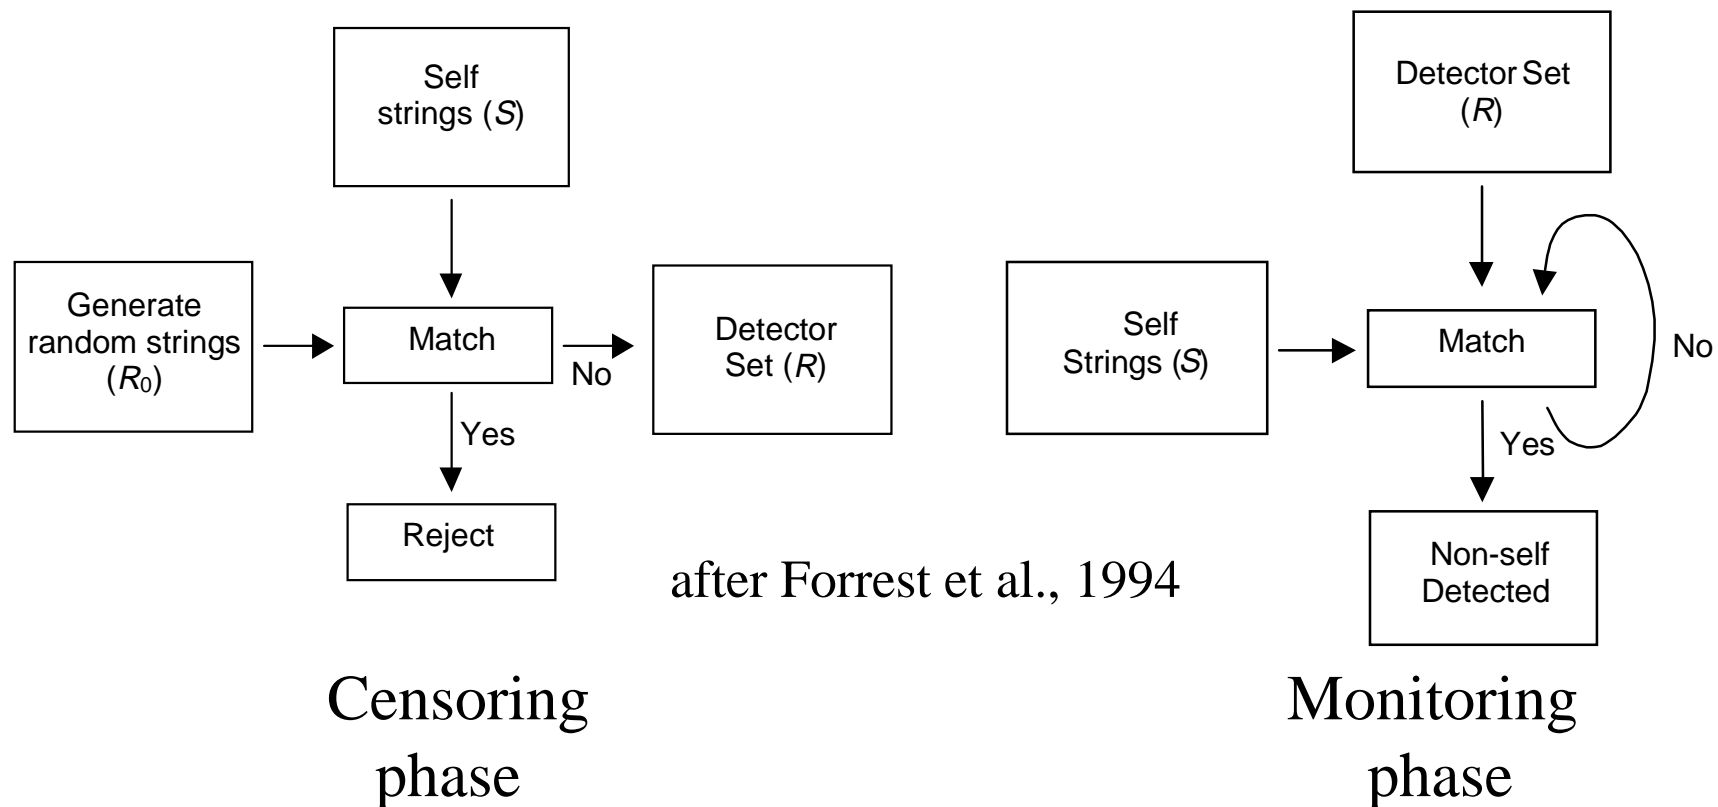 Self
strings (S)
Generate
random strings
(R₀)
Match
No
Detector
Set (R)
Yes
Reject
Censoring
phase
after Forrest et al., 1994
Detector Set
(R)
Self
Strings (S)
Match
No
Yes
Non-self
Detected
Monitoring
phase